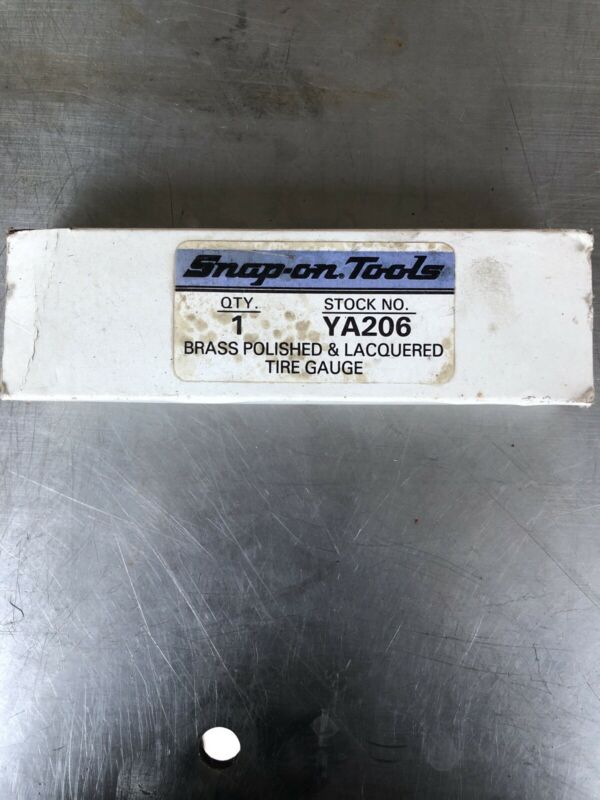 Snap-on Tools
QTY. STOCK NO.
1 YA206
BRASS POLISHED & LACQUERED
TIRE GAUGE